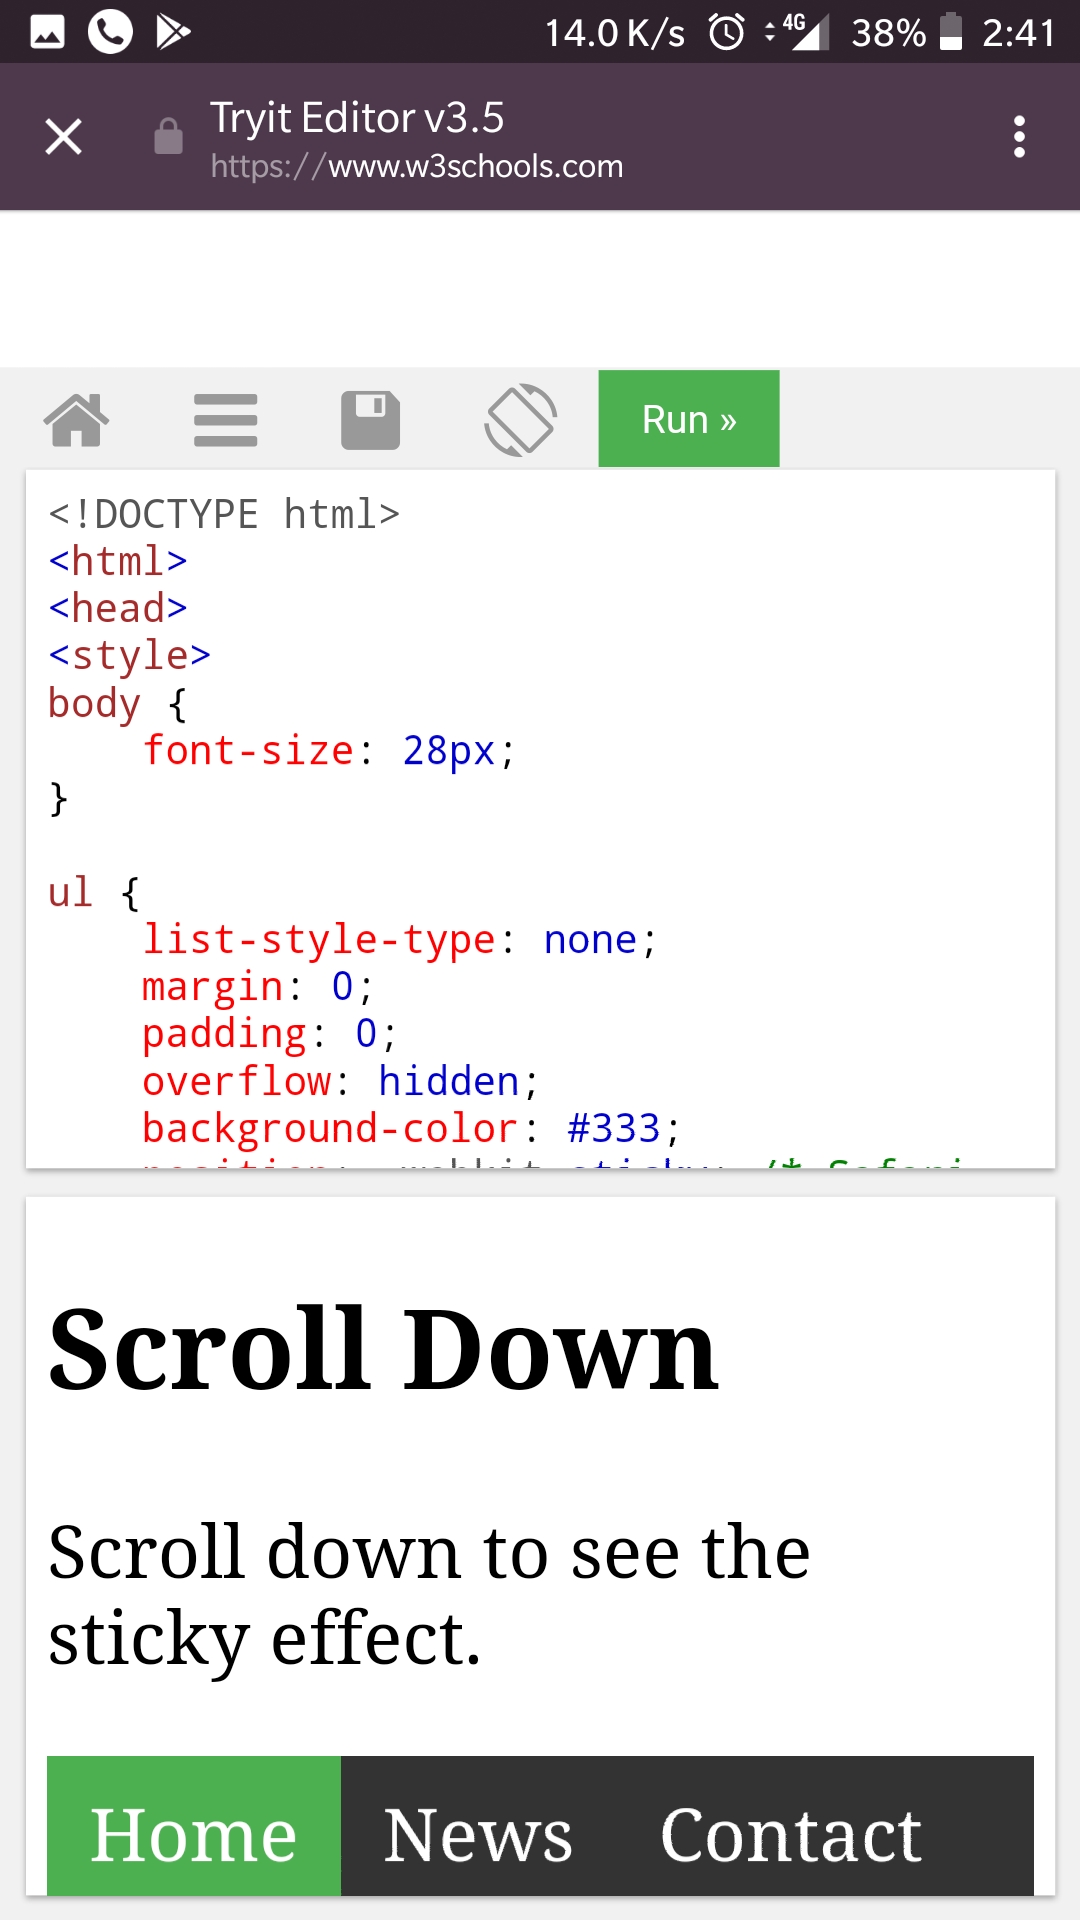 14.0 K/s 4G 38% 2:41
Tryit Editor v3.5
https://www.w3schools.com
Run »
<!DOCTYPE html>
<html>
<head>
<style>
body {
font-size: 28px;
}
ul {
list-style-type: none;
margin: 0;
padding: 0;
overflow: hidden;
background-color: #333;
Scroll Down
Scroll down to see the
sticky effect.
Home News Contact